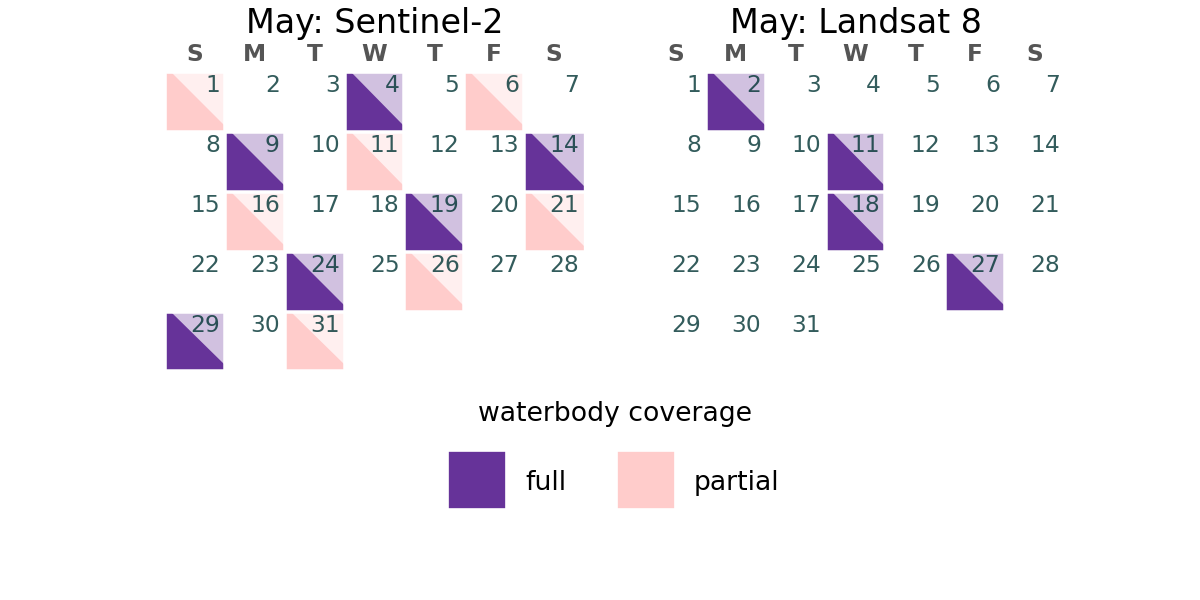 May: Sentinel-2
S M T W T F S
1 2 3 4 5 6 7
8 9 10 11 12 13 14
15 16 17 18 19 20 21
22 23 24 25 26 27 28
29 30 31
May: Landsat 8
S M T W T F S
1 2 3 4 5 6 7
8 9 10 11 12 13 14
15 16 17 18 19 20 21
22 23 24 25 26 27 28
29 30 31
waterbody coverage
full
partial